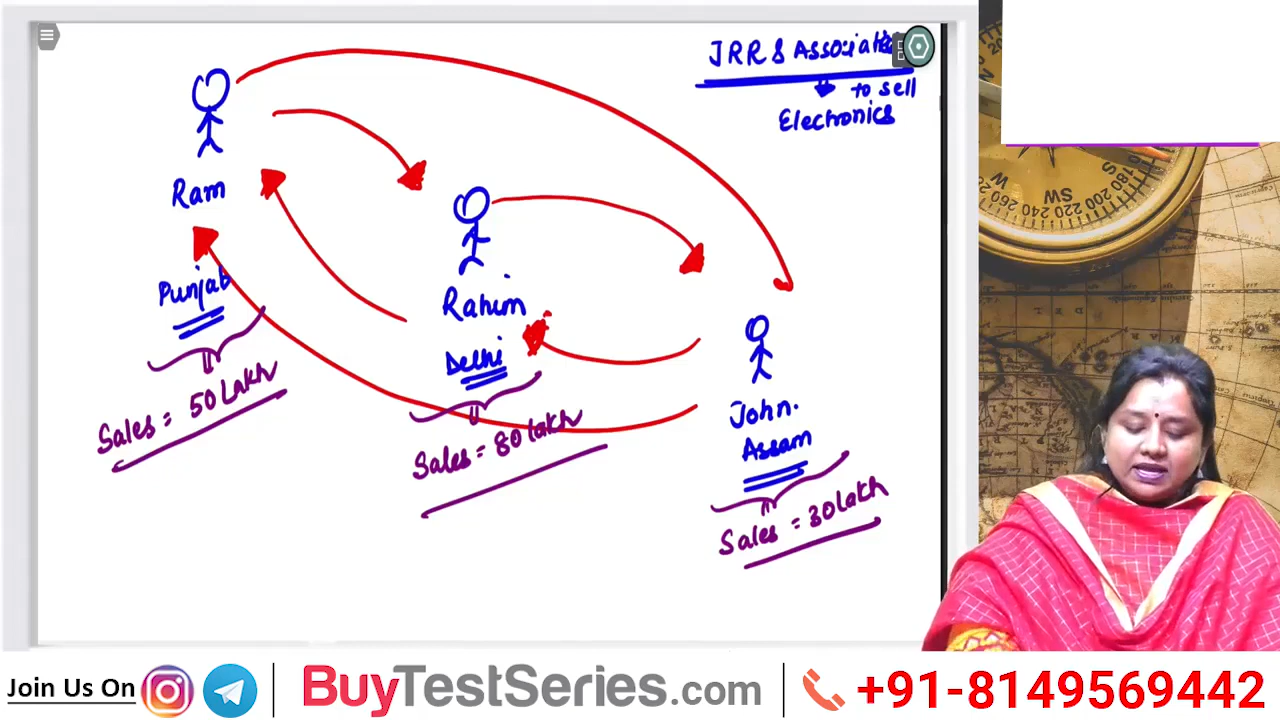 JRR & Associates
to sell
Electronics
Ram
Punjab
Sales = 50 Lakh
Rahim
Delhi
Sales = 80 lakh
John.
Assam
Sales = 30 Lakh
SW
Join Us On
BuyTestSeries.com
+91-8149569442